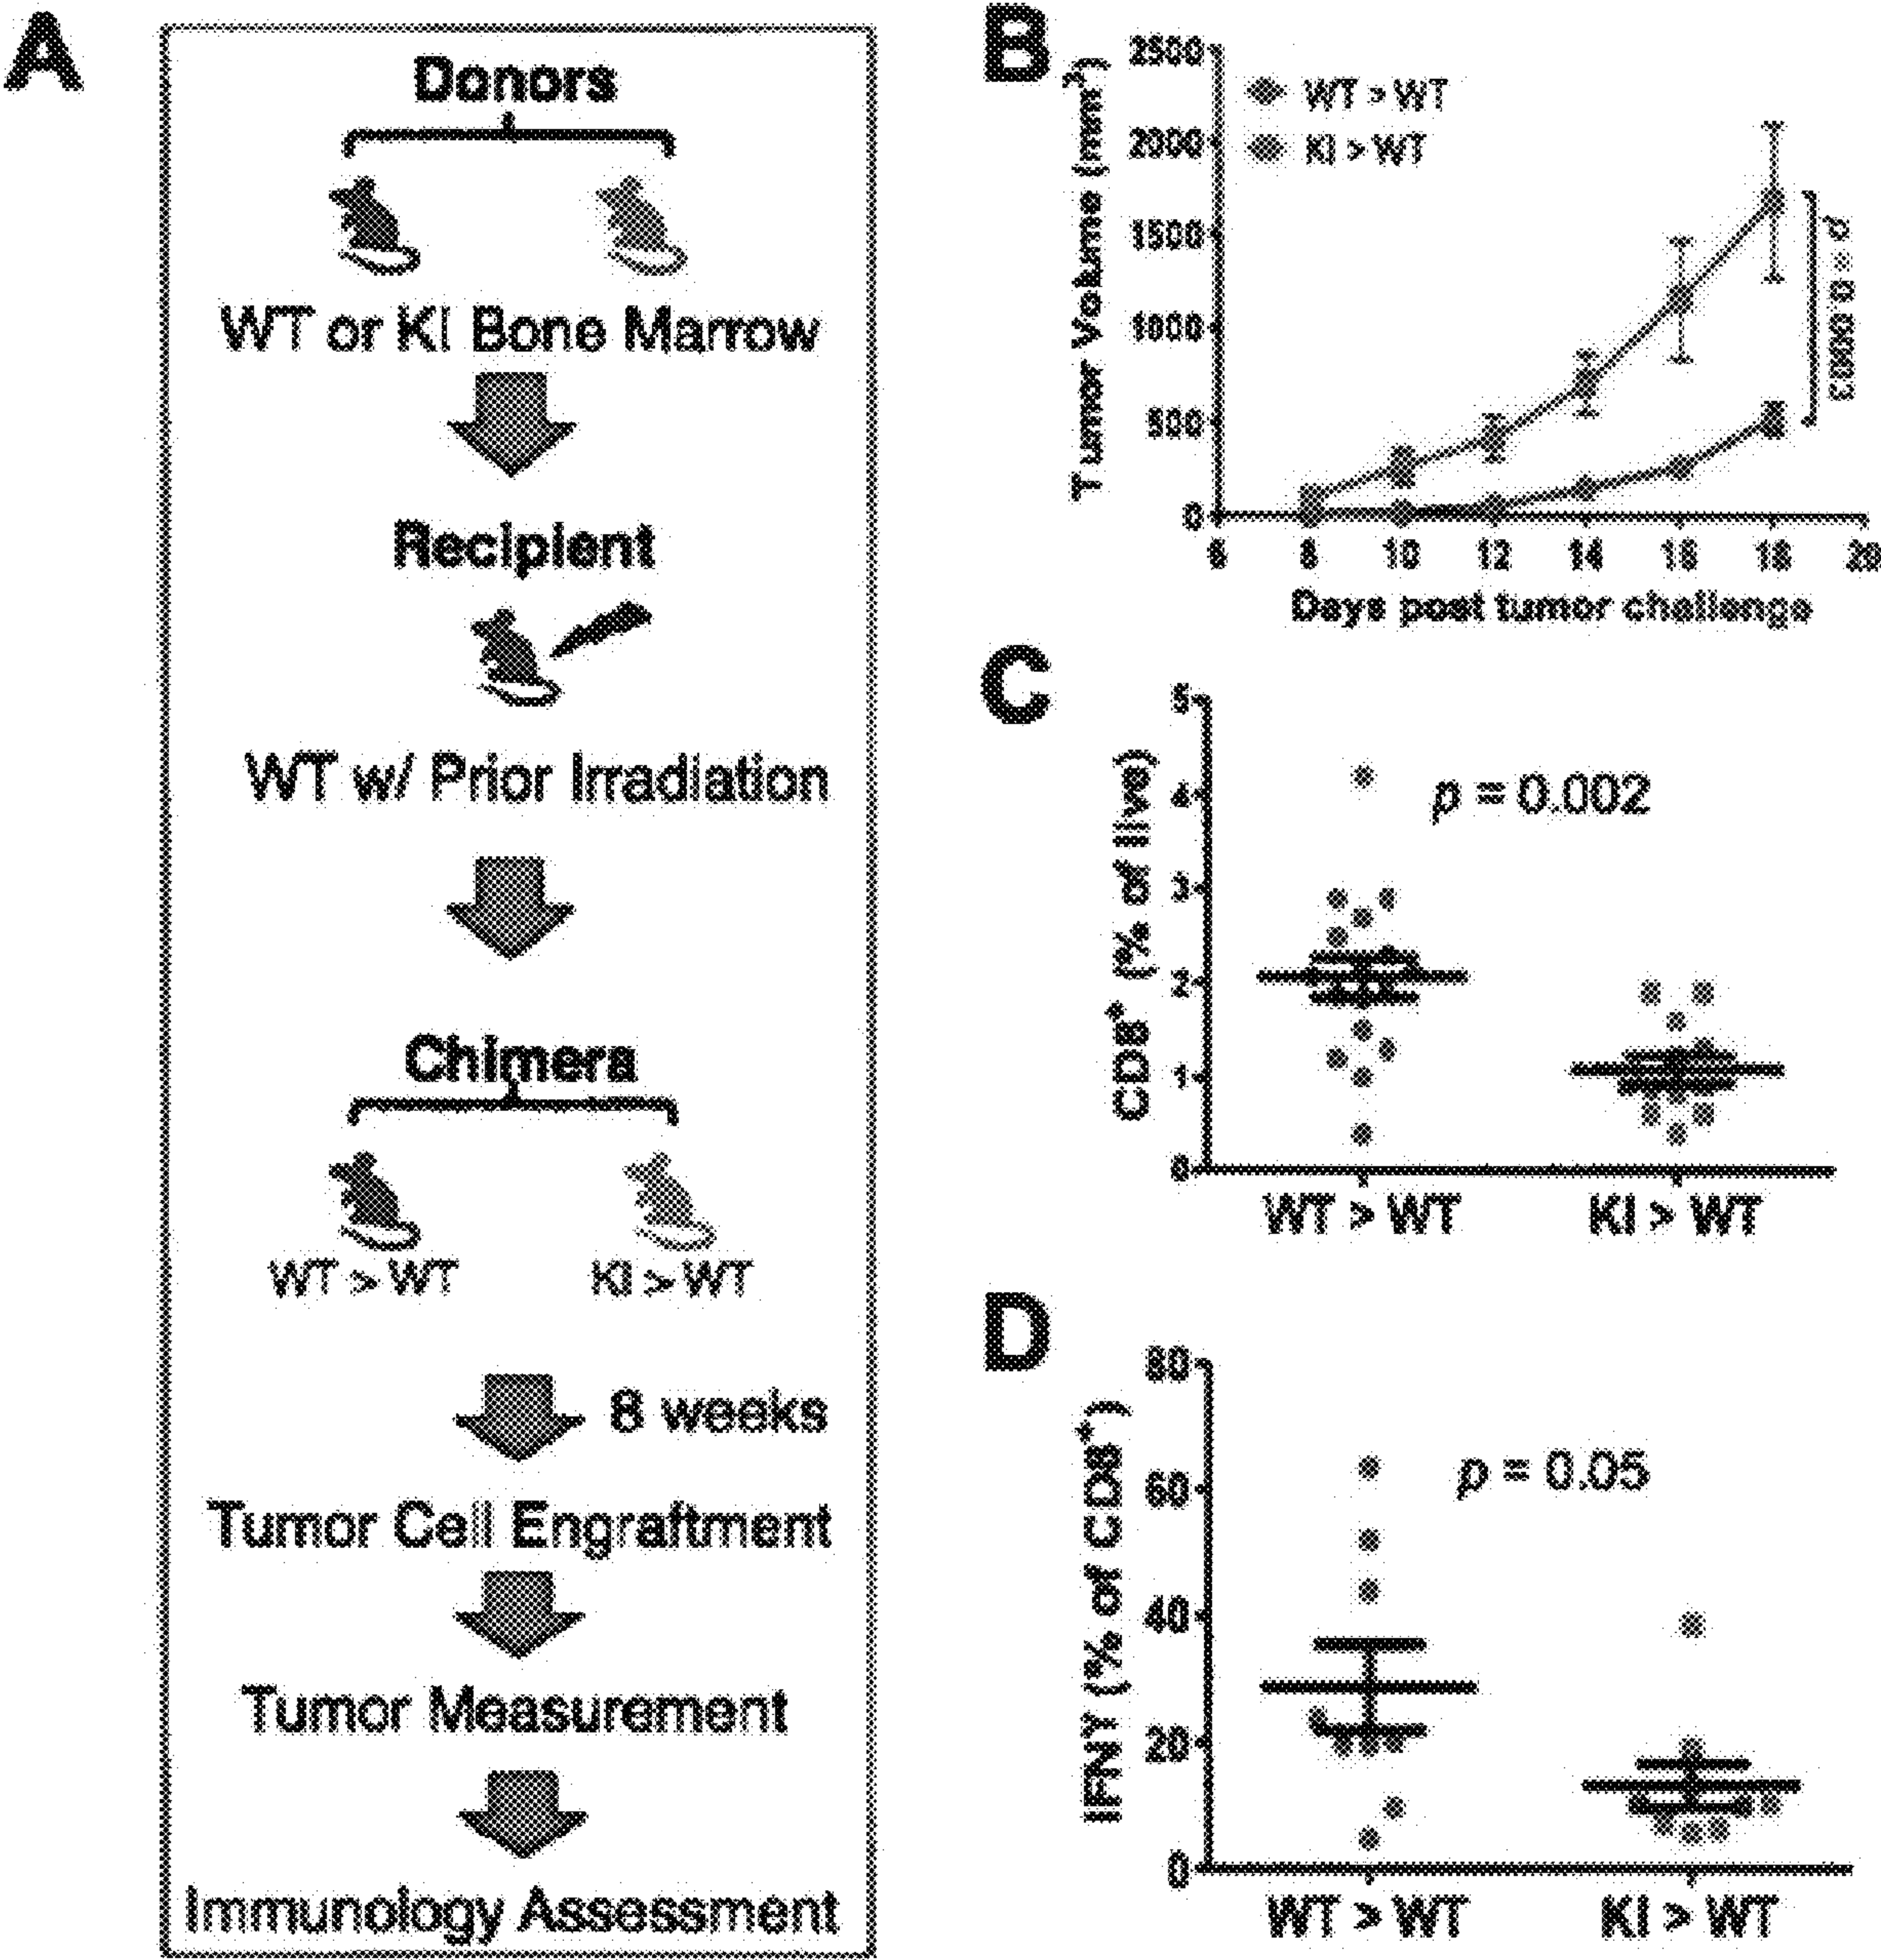 A
Donors
WT or KI Bone Marrow
Recipient
WT w/ Prior Irradiation
Chimera
WT > WT
KI > WT
8 weeks
Tumor Cell Engraftment
Tumor Measurement
Immunology Assessment
B
Tumor Volume (mm³)
2500
2000
1500
1000
500
0
WT > WT
KI > WT
6 8 10 12 14 16 18 20
Days post tumor challenge
C
CD8⁺ (% of live)
5
4
3
2
1
0
p = 0.002
WT > WT
KI > WT
D
IFNγ (% of CD8⁺)
80
60
40
20
0
p = 0.05
WT > WT
KI > WT